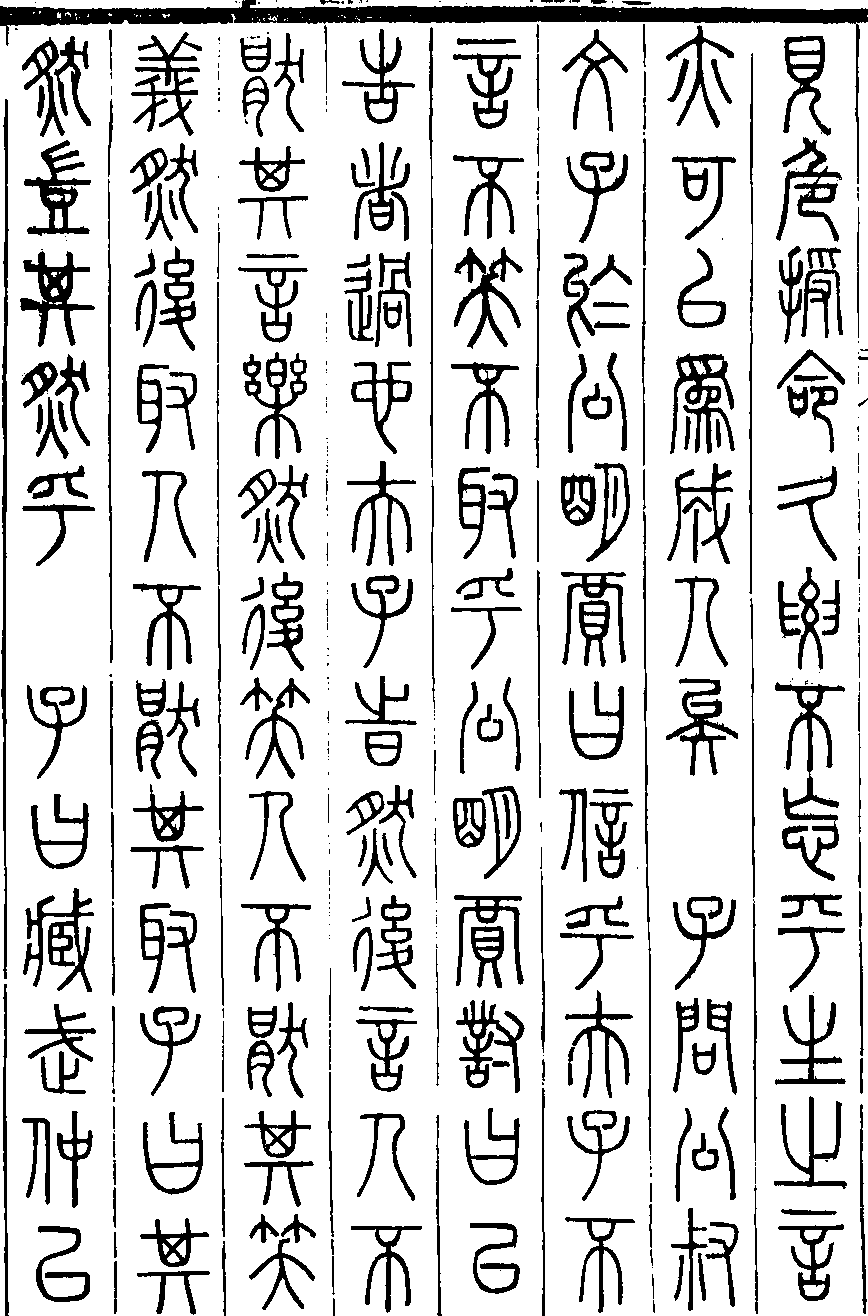 見危授命久要不忘平生之言
亦可以為成人矣　子問公叔
文子於公明賈曰信乎夫子不
言不笑不取乎公明賈對曰以
告者過也夫子時然後言人不
厭其言樂然後笑人不厭其笑
義然後取人不厭其取子曰其
然豈其然乎　子曰臧武仲以